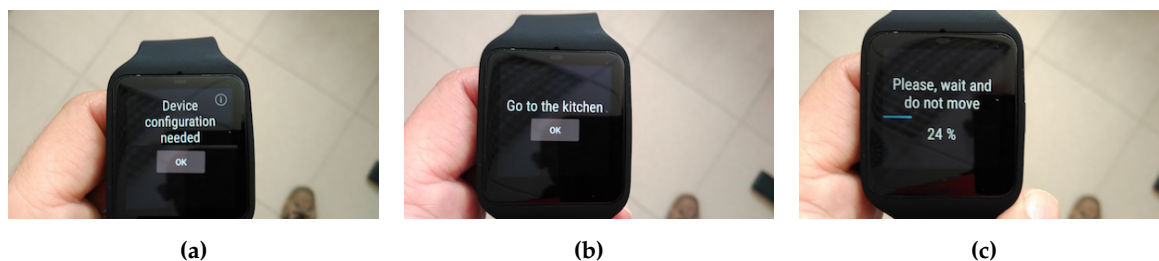 Device
configuration
needed
OK
Go to the kitchen
OK
Please, wait and
do not move
24 %
(a)
(b)
(c)